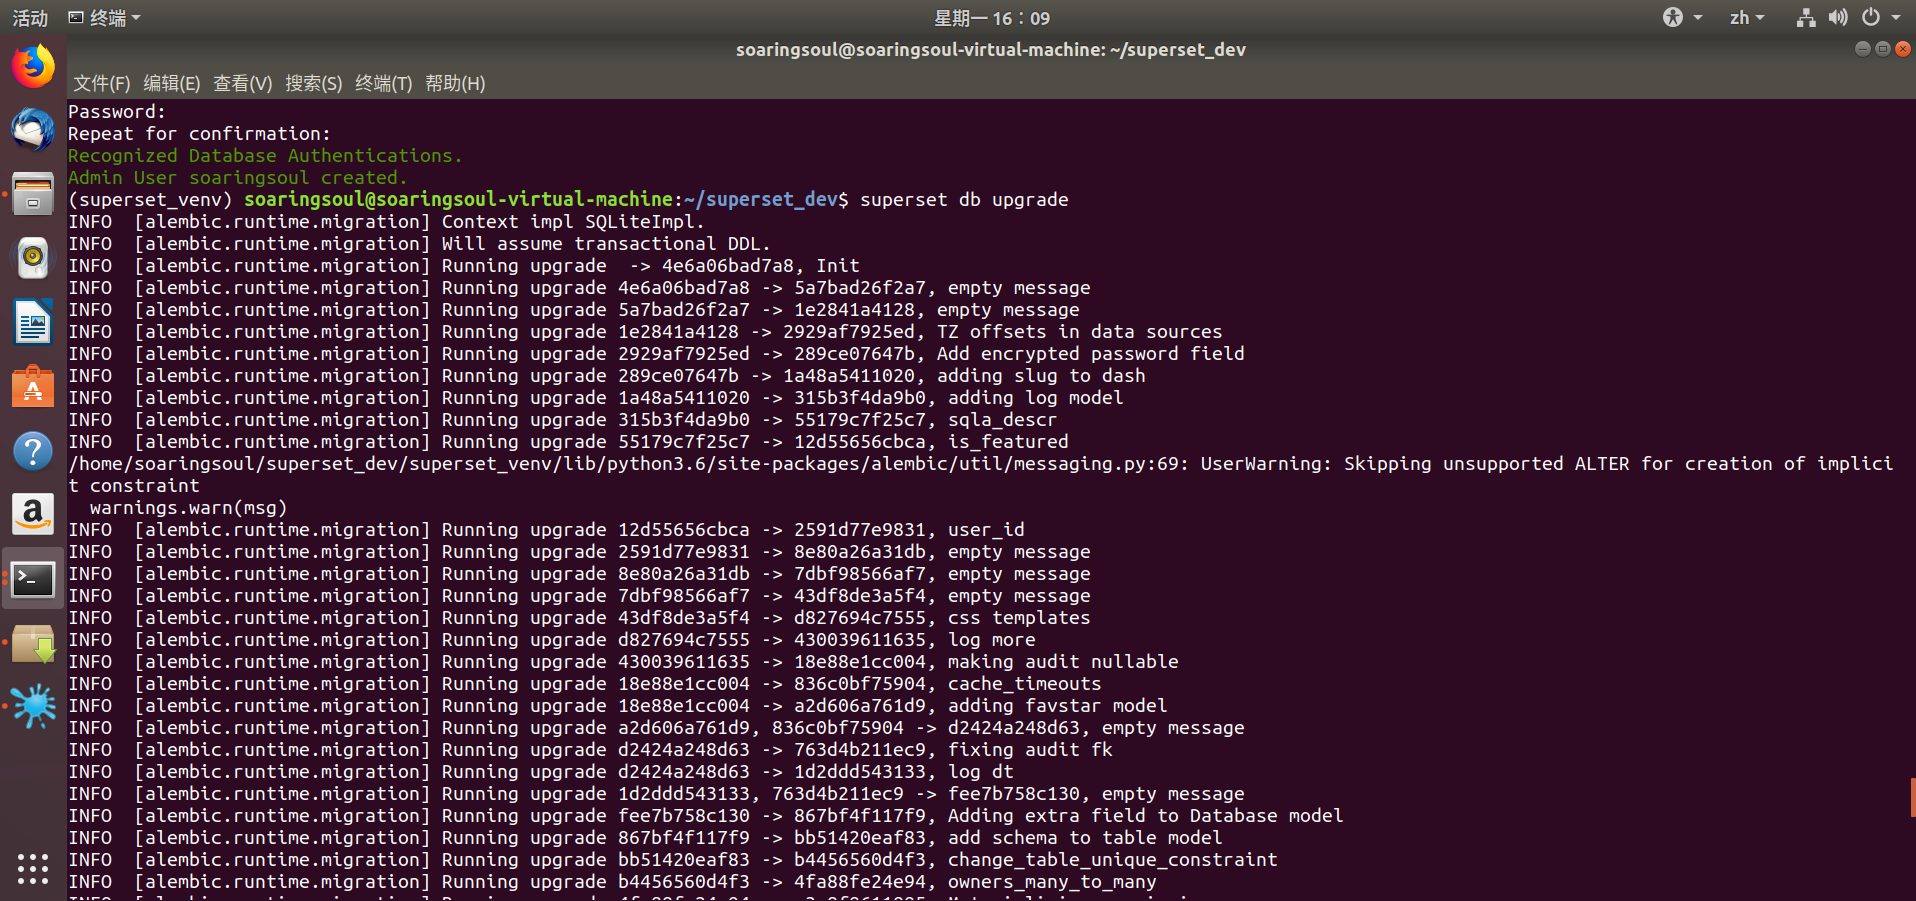 活动 终端 星期一 16：09 zh
soaringsoul@soaringsoul-virtual-machine: ~/superset_dev
文件(F) 编辑(E) 查看(V) 搜索(S) 终端(T) 帮助(H)
Password:
Repeat for confirmation:
Recognized Database Authentications.
Admin User soaringsoul created.
(superset_venv) soaringsoul@soaringsoul-virtual-machine:~/superset_dev$ superset db upgrade
INFO  [alembic.runtime.migration] Context impl SQLiteImpl.
INFO  [alembic.runtime.migration] Will assume transactional DDL.
INFO  [alembic.runtime.migration] Running upgrade  -> 4e6a06bad7a8, Init
INFO  [alembic.runtime.migration] Running upgrade 4e6a06bad7a8 -> 5a7bad26f2a7, empty message
INFO  [alembic.runtime.migration] Running upgrade 5a7bad26f2a7 -> 1e2841a4128, empty message
INFO  [alembic.runtime.migration] Running upgrade 1e2841a4128 -> 2929af7925ed, TZ offsets in data sources
INFO  [alembic.runtime.migration] Running upgrade 2929af7925ed -> 289ce07647b, Add encrypted password field
INFO  [alembic.runtime.migration] Running upgrade 289ce07647b -> 1a48a5411020, adding slug to dash
INFO  [alembic.runtime.migration] Running upgrade 1a48a5411020 -> 315b3f4da9b0, adding log model
INFO  [alembic.runtime.migration] Running upgrade 315b3f4da9b0 -> 55179c7f25c7, sqla_descr
INFO  [alembic.runtime.migration] Running upgrade 55179c7f25c7 -> 12d55656cbca, is_featured
/home/soaringsoul/superset_dev/superset_venv/lib/python3.6/site-packages/alembic/util/messaging.py:69: UserWarning: Skipping unsupported ALTER for creation of implici
t constraint
  warnings.warn(msg)
INFO  [alembic.runtime.migration] Running upgrade 12d55656cbca -> 2591d77e9831, user_id
INFO  [alembic.runtime.migration] Running upgrade 2591d77e9831 -> 8e80a26a31db, empty message
INFO  [alembic.runtime.migration] Running upgrade 8e80a26a31db -> 7dbf98566af7, empty message
INFO  [alembic.runtime.migration] Running upgrade 7dbf98566af7 -> 43df8de3a5f4, empty message
INFO  [alembic.runtime.migration] Running upgrade 43df8de3a5f4 -> d827694c7555, css templates
INFO  [alembic.runtime.migration] Running upgrade d827694c7555 -> 430039611635, log more
INFO  [alembic.runtime.migration] Running upgrade 430039611635 -> 18e88e1cc004, making audit nullable
INFO  [alembic.runtime.migration] Running upgrade 18e88e1cc004 -> 836c0bf75904, cache_timeouts
INFO  [alembic.runtime.migration] Running upgrade 18e88e1cc004 -> a2d606a761d9, adding favstar model
INFO  [alembic.runtime.migration] Running upgrade a2d606a761d9, 836c0bf75904 -> d2424a248d63, empty message
INFO  [alembic.runtime.migration] Running upgrade d2424a248d63 -> 763d4b211ec9, fixing audit fk
INFO  [alembic.runtime.migration] Running upgrade d2424a248d63 -> 1d2ddd543133, log dt
INFO  [alembic.runtime.migration] Running upgrade 1d2ddd543133, 763d4b211ec9 -> fee7b758c130, empty message
INFO  [alembic.runtime.migration] Running upgrade fee7b758c130 -> 867bf4f117f9, Adding extra field to Database model
INFO  [alembic.runtime.migration] Running upgrade 867bf4f117f9 -> bb51420eaf83, add schema to table model
INFO  [alembic.runtime.migration] Running upgrade bb51420eaf83 -> b4456560d4f3, change_table_unique_constraint
INFO  [alembic.runtime.migration] Running upgrade b4456560d4f3 -> 4fa88fe24e94, owners_many_to_many